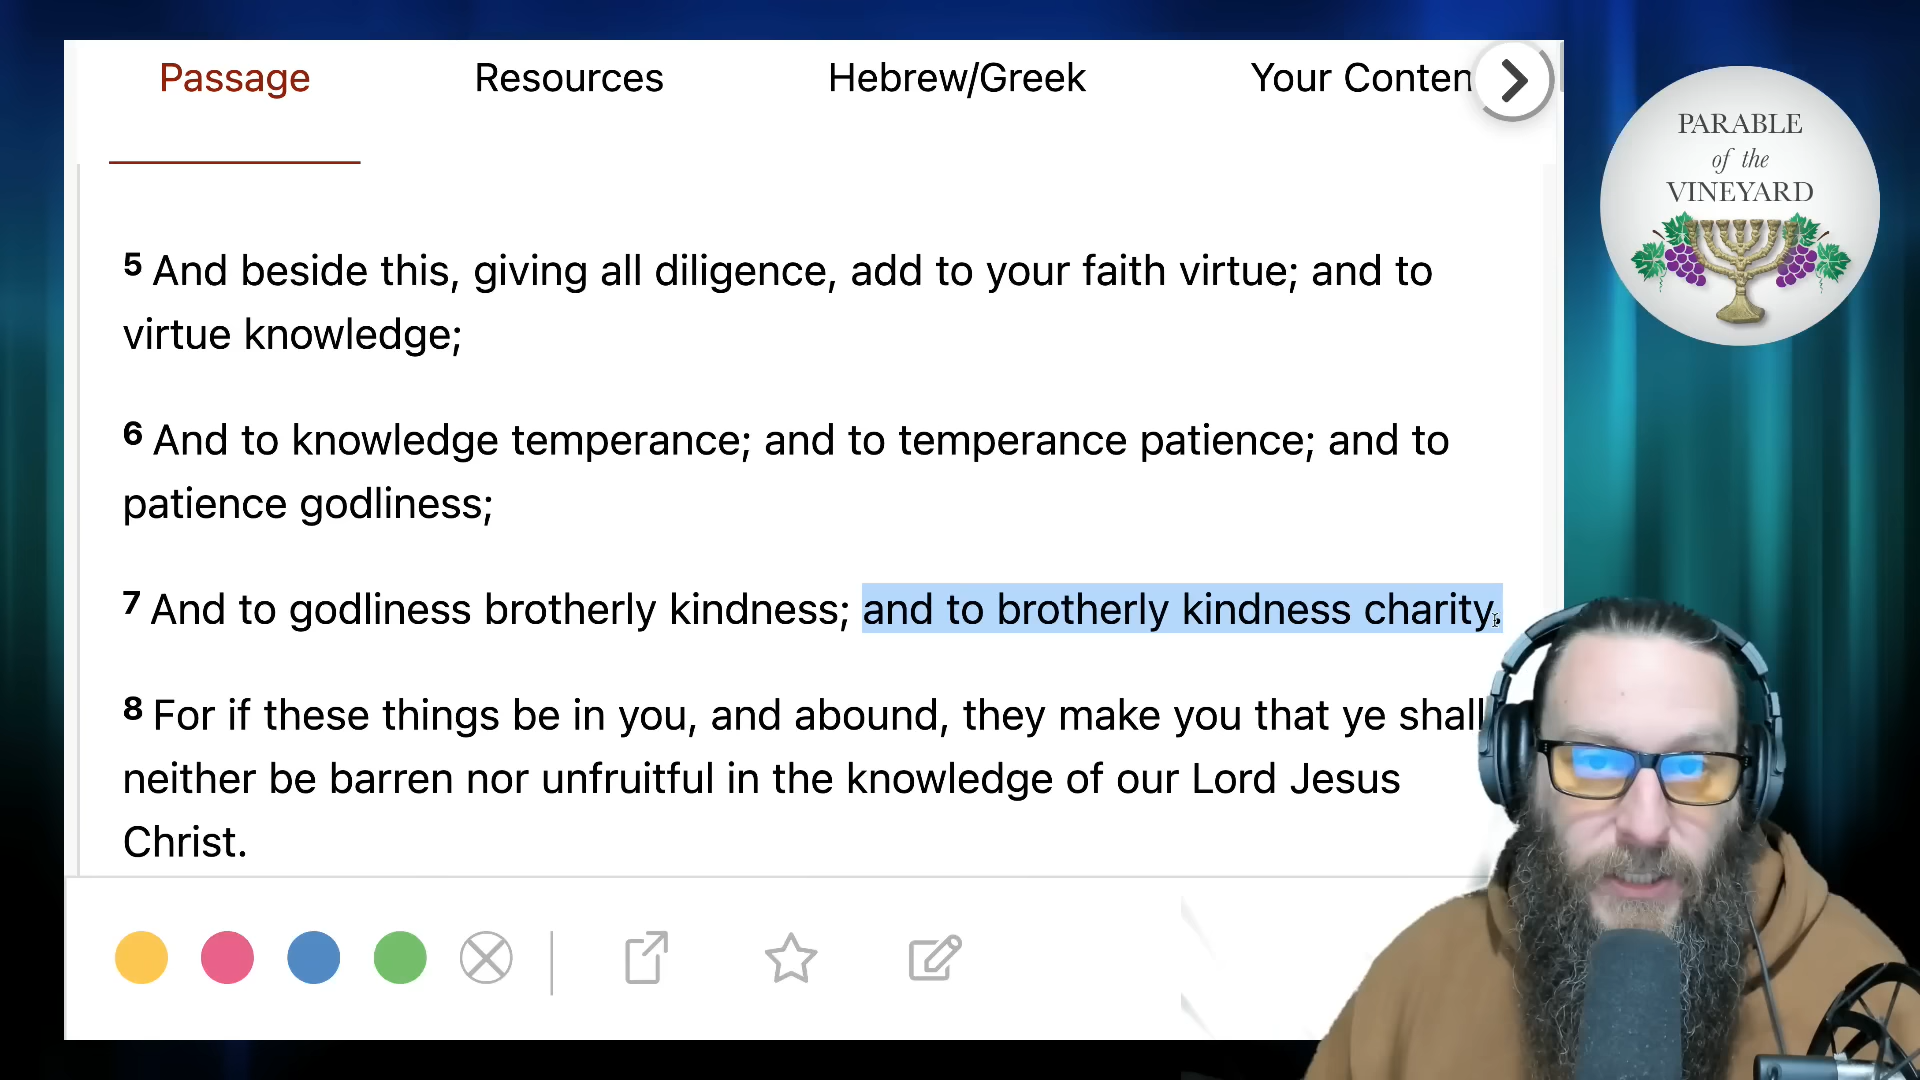 Passage
Resources
Hebrew/Greek
Your Conten
PARABLE
of the
VINEYARD
5 And beside this, giving all diligence, add to your faith virtue; and to
virtue knowledge;
6 And to knowledge temperance; and to temperance patience; and to
patience godliness;
7 And to godliness brotherly kindness; and to brotherly kindness charity.
8 For if these things be in you, and abound, they make you that ye shall
neither be barren nor unfruitful in the knowledge of our Lord Jesus
Christ.